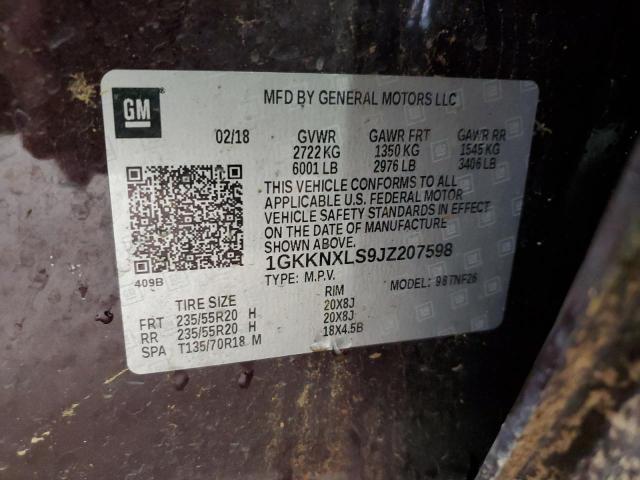 GM
MFD BY GENERAL MOTORS LLC
02/18 GVWR GAWR FRT GAWR RR
2722 KG 1350 KG 1545 KG
6001 LB 2976 LB 3406 LB
THIS VEHICLE CONFORMS TO ALL
APPLICABLE U.S. FEDERAL MOTOR
VEHICLE SAFETY STANDARDS IN EFFECT
ON THE DATE OF MANUFACTURE
SHOWN ABOVE.
1GKKNXLS9JZ207598
409B TYPE: M.P.V. MODEL: 98TNF26
TIRE SIZE RIM
FRT 235/55R20 H 20X8J
RR 235/55R20 H 20X8J
SPA T135/70R18 M 18X4.5B